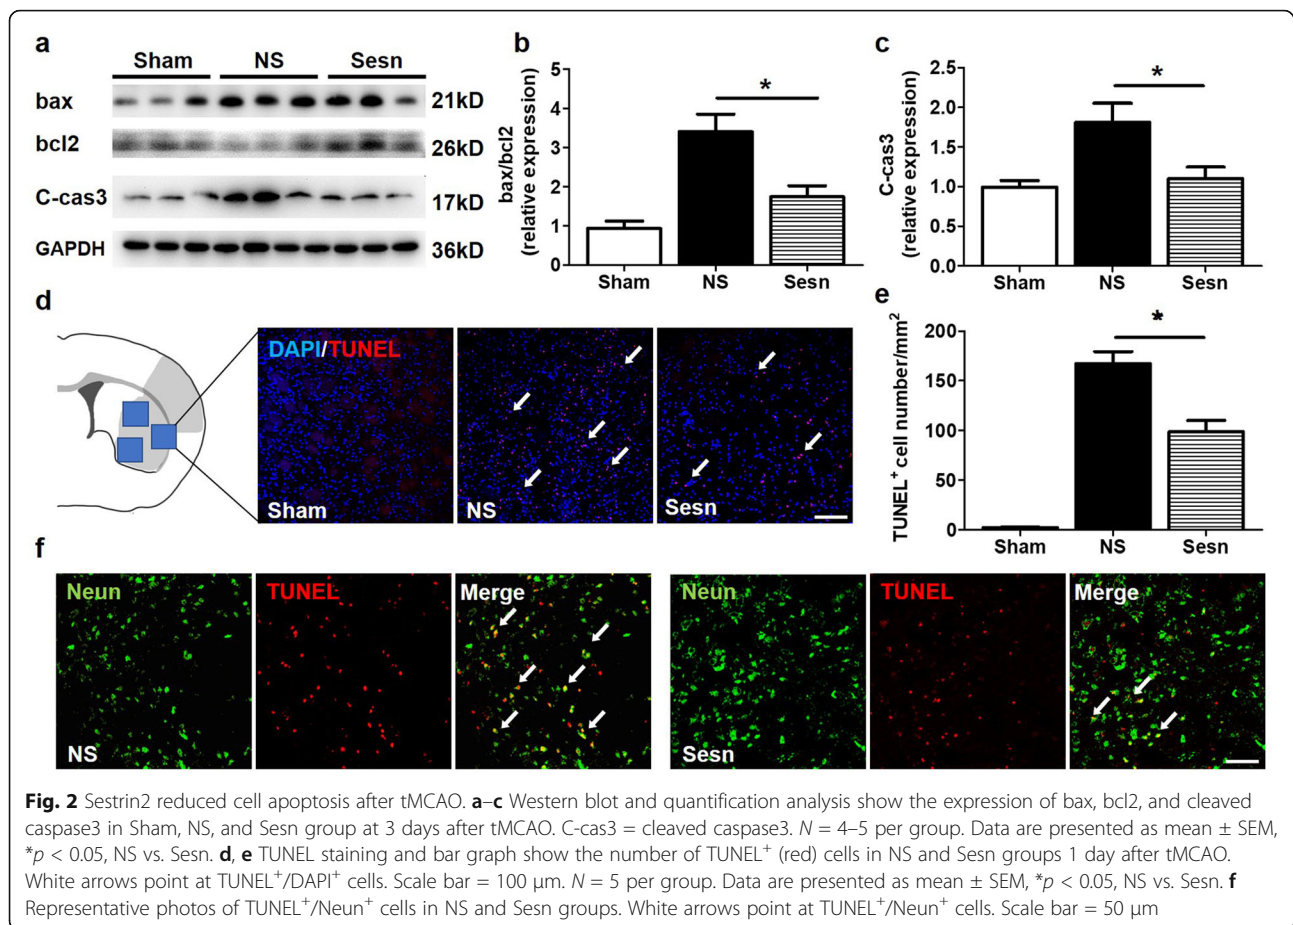 a
Sham NS Sesn
bax 21kD
bcl2 26kD
C-cas3 17kD
GAPDH 36kD
b
bax/bcl2
(relative expression)
5
4
3
2
1
0
*
Sham NS Sesn
c
C-cas3
(relative expression)
2.5
2.0
1.5
1.0
0.5
0.0
*
Sham NS Sesn
d
DAPI/TUNEL
Sham
NS
Sesn
e
TUNEL⁺ cell number/mm²
200
150
100
50
0
*
Sham NS Sesn
f
Neun TUNEL Merge
NS
Neun TUNEL Merge
Sesn
Fig. 2 Sestrin2 reduced cell apoptosis after tMCAO. a–c Western blot and quantification analysis show the expression of bax, bcl2, and cleaved
caspase3 in Sham, NS, and Sesn group at 3 days after tMCAO. C-cas3 = cleaved caspase3. N = 4–5 per group. Data are presented as mean ± SEM,
*p < 0.05, NS vs. Sesn. d, e TUNEL staining and bar graph show the number of TUNEL⁺ (red) cells in NS and Sesn groups 1 day after tMCAO.
White arrows point at TUNEL⁺/DAPI⁺ cells. Scale bar = 100 μm. N = 5 per group. Data are presented as mean ± SEM, *p < 0.05, NS vs. Sesn. f
Representative photos of TUNEL⁺/Neun⁺ cells in NS and Sesn groups. White arrows point at TUNEL⁺/Neun⁺ cells. Scale bar = 50 μm